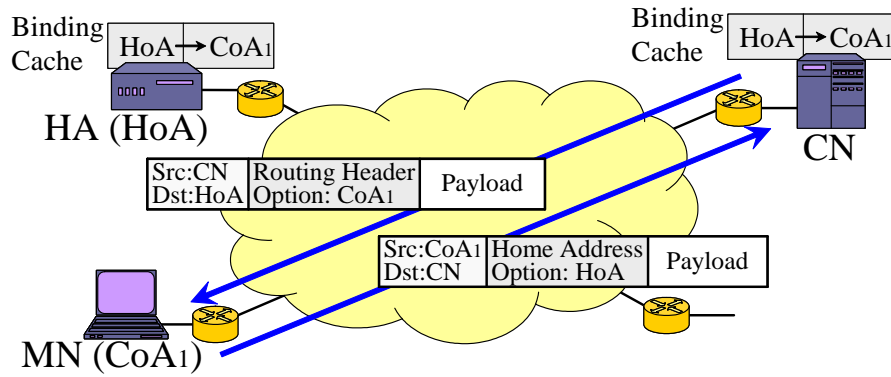 Binding
Cache
HoA → CoA1
HA (HoA)
Binding
Cache
HoA → CoA1
CN
Src:CN
Dst:HoA
Routing Header
Option: CoA1
Payload
Src:CoA1
Dst:CN
Home Address
Option: HoA
Payload
MN (CoA1)